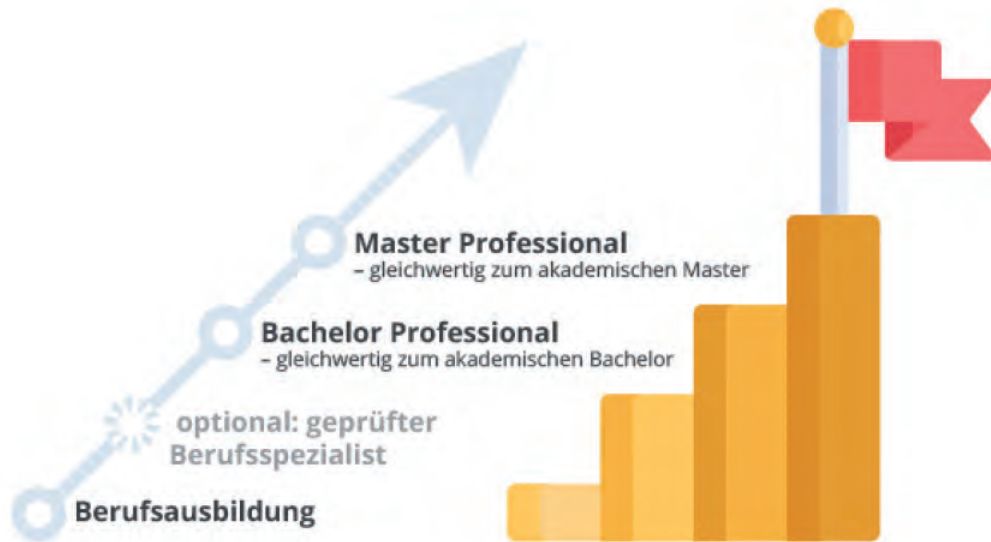 Master Professional
– gleichwertig zum akademischen Master
Bachelor Professional
– gleichwertig zum akademischen Bachelor
optional: geprüfter
Berufsspezialist
Berufsausbildung